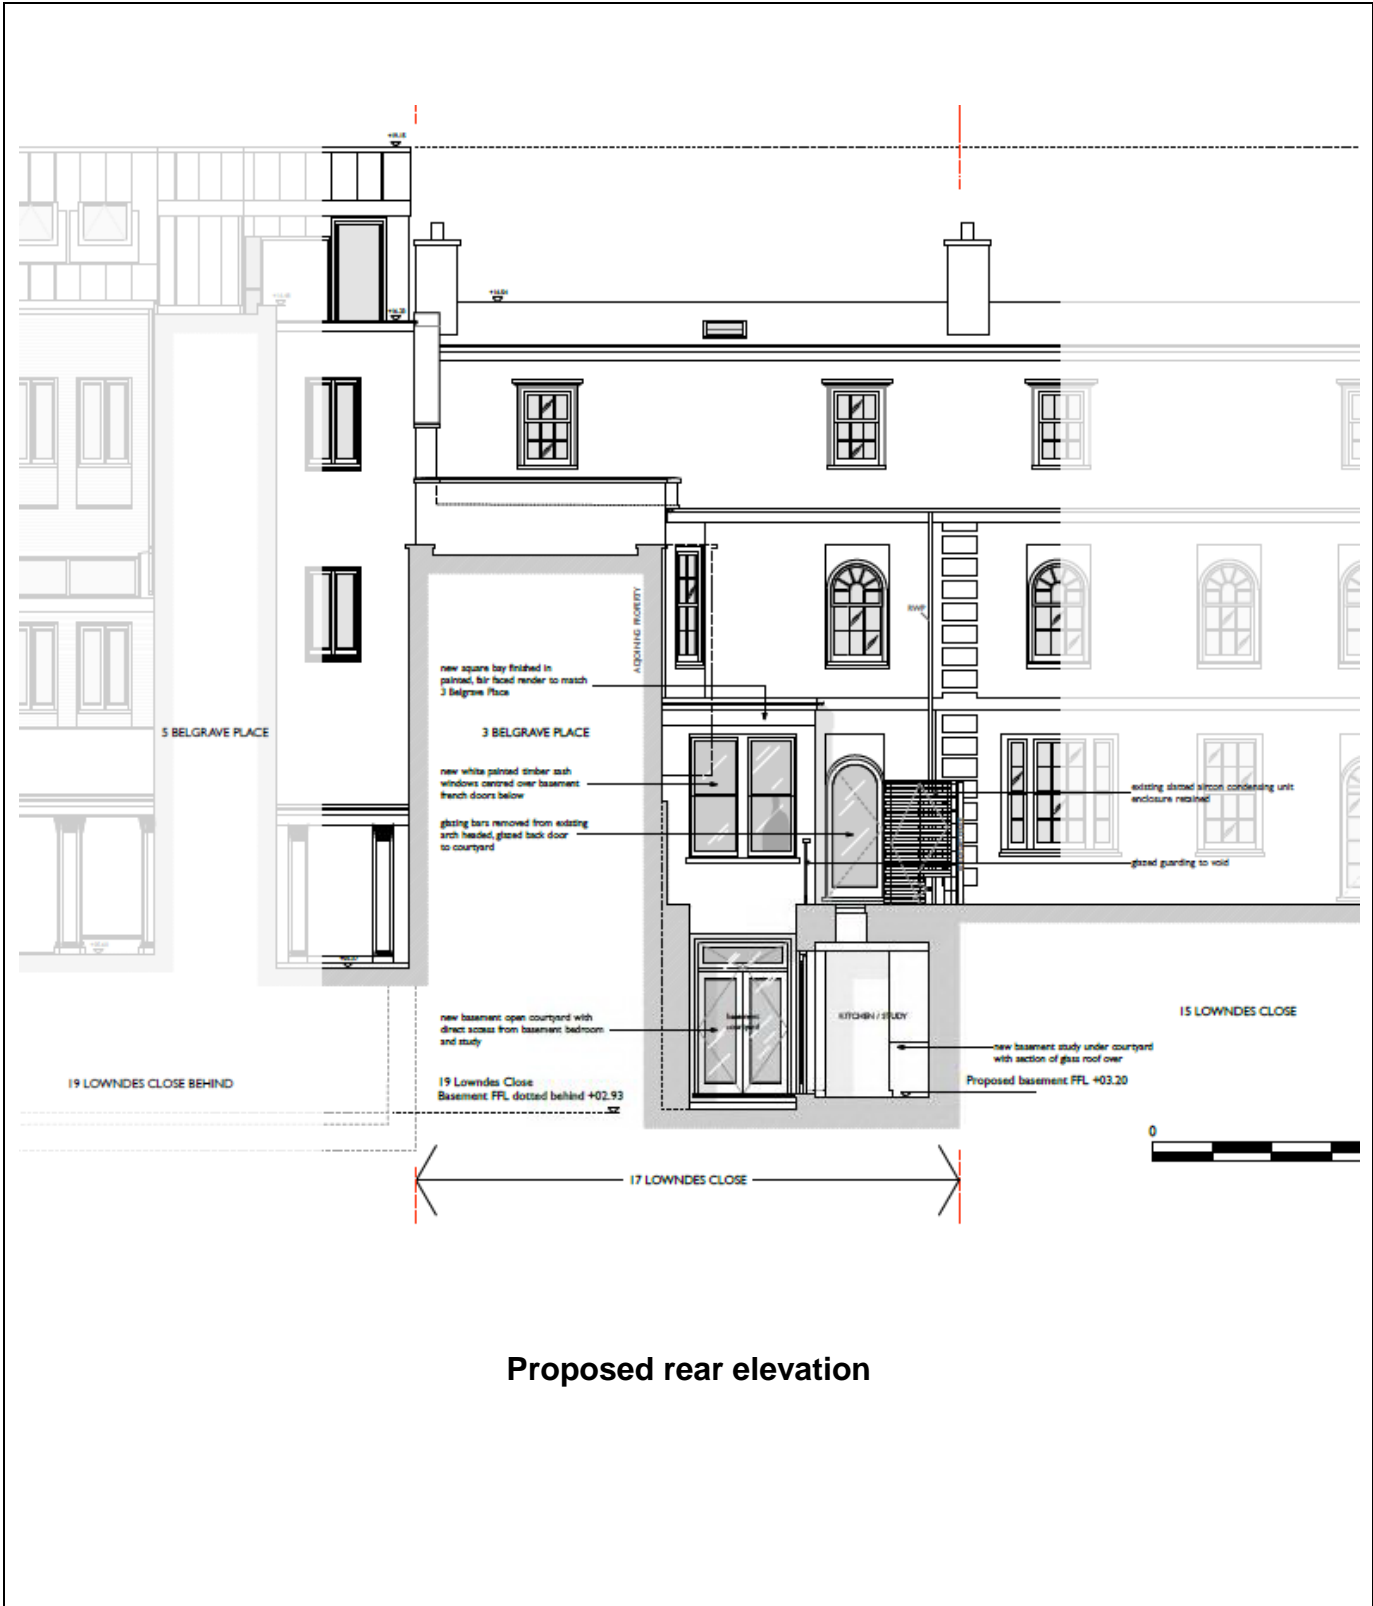 ADJOINING PROPERTY
RWP
new square bay finished in
painted, fair faced render to match
3 Belgrave Place
5 BELGRAVE PLACE
3 BELGRAVE PLACE
new white painted timber sash
windows centred over basement
french doors below
existing slatted aircon condensing unit
enclosure retained
glazing bars removed from existing
arch headed, glazed back door
to courtyard
glazed guarding to void
new basement open courtyard with
direct access from basement bedroom
and study
basement
courtyard
KITCHEN / STUDY
15 LOWNDES CLOSE
new basement study under courtyard
with section of glass roof over
19 LOWNDES CLOSE BEHIND
19 Lowndes Close
Basement FFL dotted behind +02.93
Proposed basement FFL +03.20
0
17 LOWNDES CLOSE
Proposed rear elevation